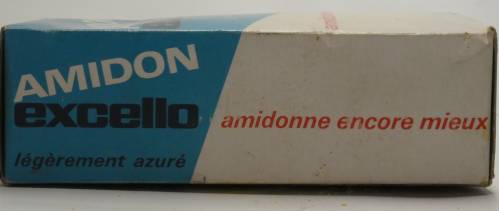 AMIDON
excello
amidonne encore mieux
légèrement azuré